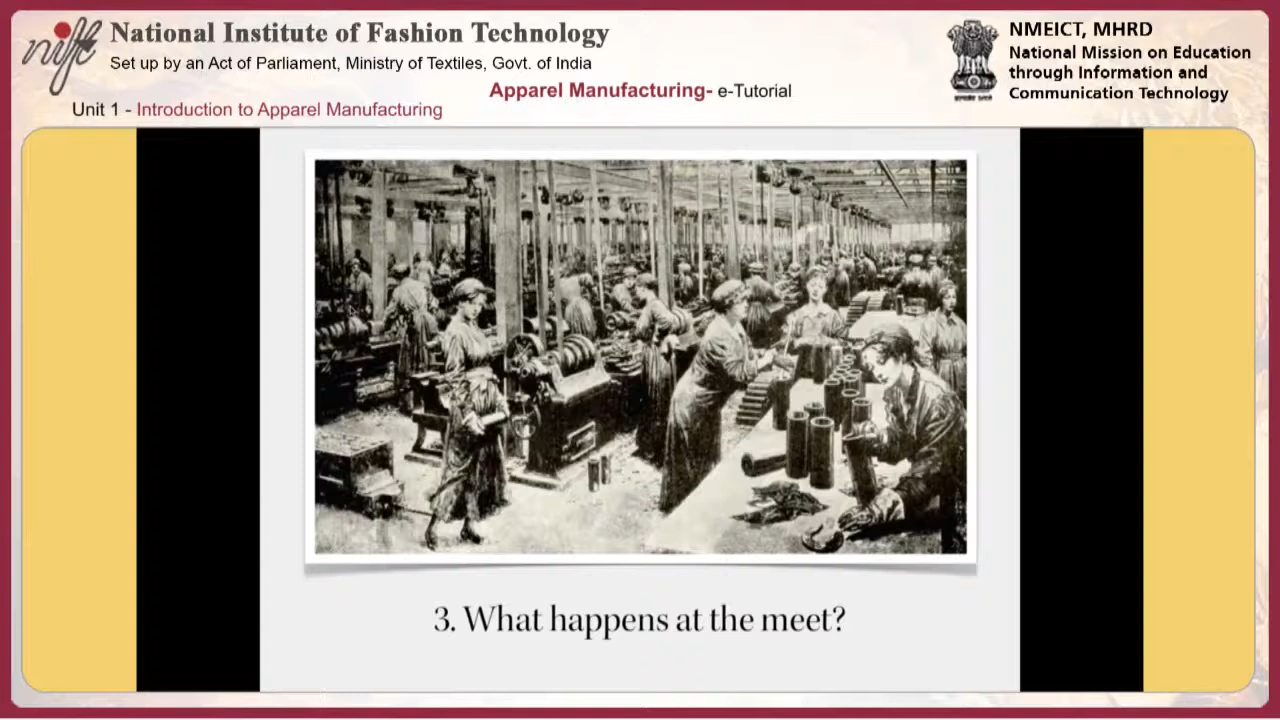 nift
National Institute of Fashion Technology
Set up by an Act of Parliament, Ministry of Textiles, Govt. of India
NMEICT, MHRD
National Mission on Education
through Information and
Communication Technology
Apparel Manufacturing- e-Tutorial
Unit 1 - Introduction to Apparel Manufacturing
3. What happens at the meet?